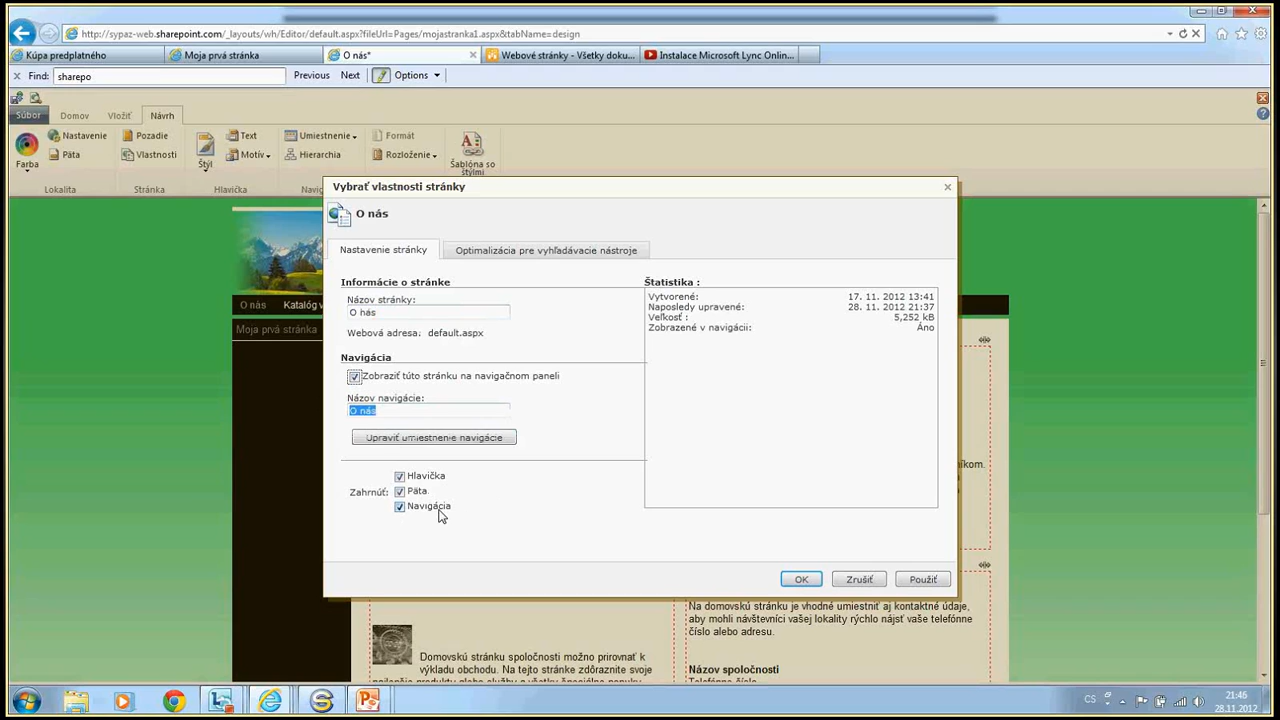 http://sypaz-web.sharepoint.com/_layouts/wh/Editor/default.aspx?fileUrl=Pages/mojastranka1.aspx&tabName=design
Kúpa predplatného
Moja prvá stránka
O nás*
Webové stránky - Všetky doku...
Instalace Microsoft Lync Onlin...
Find: sharepo Previous Next Options
Súbor Domov Vložiť Návrh
Nastavenie Pozadie Text Umiestnenie Formát
Farba Päta Vlastnosti Štýl Motív Hierarchia Rozloženie Šablóna so štýlmi
Lokalita Stránka Hlavička
Vybrať vlastnosti stránky
O nás
Nastavenie stránky Optimalizácia pre vyhľadávacie nástroje
Informácie o stránke
Názov stránky:
O nás
Webová adresa: default.aspx
Navigácia
Zobraziť túto stránku na navigačnom paneli
Názov navigácie:
O nás
Upraviť umiestnenie navigácie
Zahrnúť:
Hlavička
Päta
Navigácia
Štatistika :
Vytvorené: 17. 11. 2012 13:41
Naposledy upravené: 28. 11. 2012 21:37
Veľkosť : 5,252 kB
Zobrazené v navigácii: Áno
OK Zrušiť Použiť
O nás Katalóg
Moja prvá stránka
Na domovskú stránku je vhodné umiestniť aj kontaktné údaje,
aby mohli návštevníci vašej lokality rýchlo nájsť vaše telefónne
číslo alebo adresu.
Domovskú stránku spoločnosti možno prirovnať k
výkladu obchodu. Na tejto stránke zdôraznite svoje
Názov spoločnosti
CS
21:46
28.11.2012